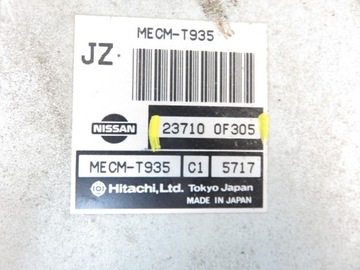 MECM-T935
JZ·
NISSAN
23710 0F305
MECM-T935 C1 5717
Hitachi, Ltd. Tokyo Japan
MADE IN JAPAN